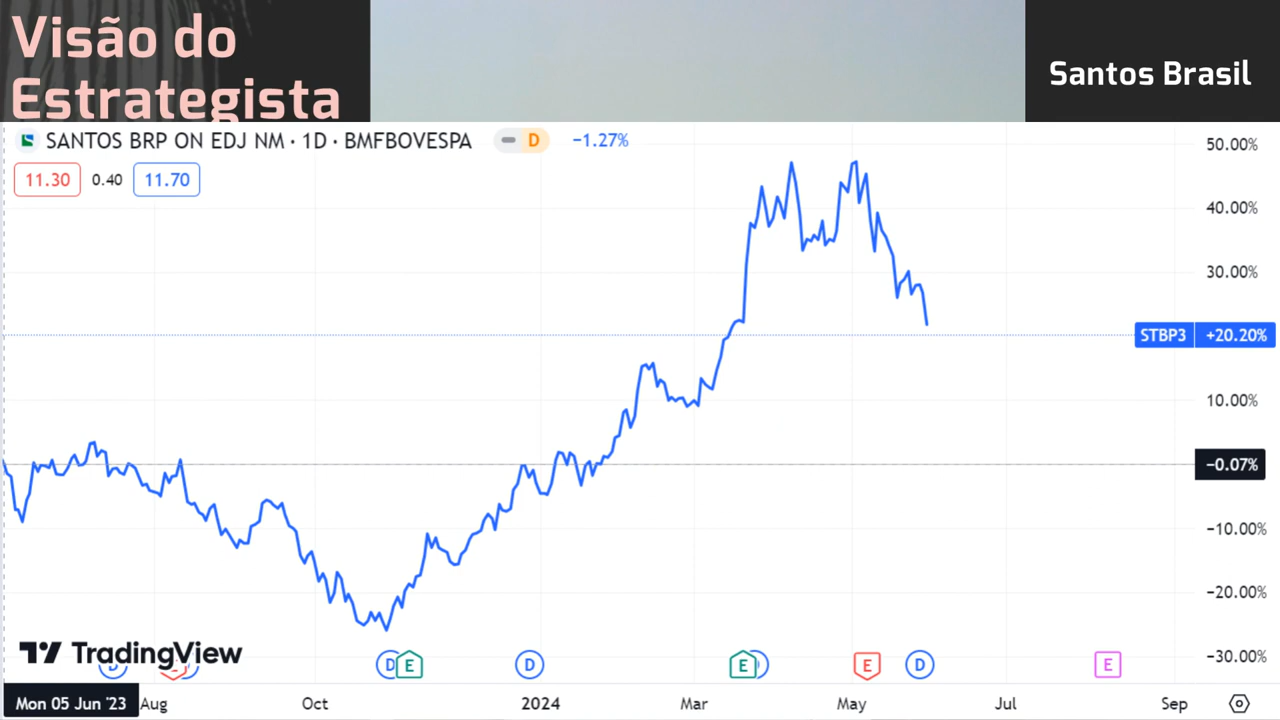 Visão do
Estrategista
Santos Brasil
SANTOS BRP ON EDJ NM · 1D · BMFBOVESPA D −1.27%
11.30 0.40 11.70
50.00%
40.00%
30.00%
STBP3 +20.20%
10.00%
−0.07%
−10.00%
−20.00%
−30.00%
TradingView
D E D E D E D E
Mon 05 Jun '23 Aug Oct 2024 Mar May Jul Sep